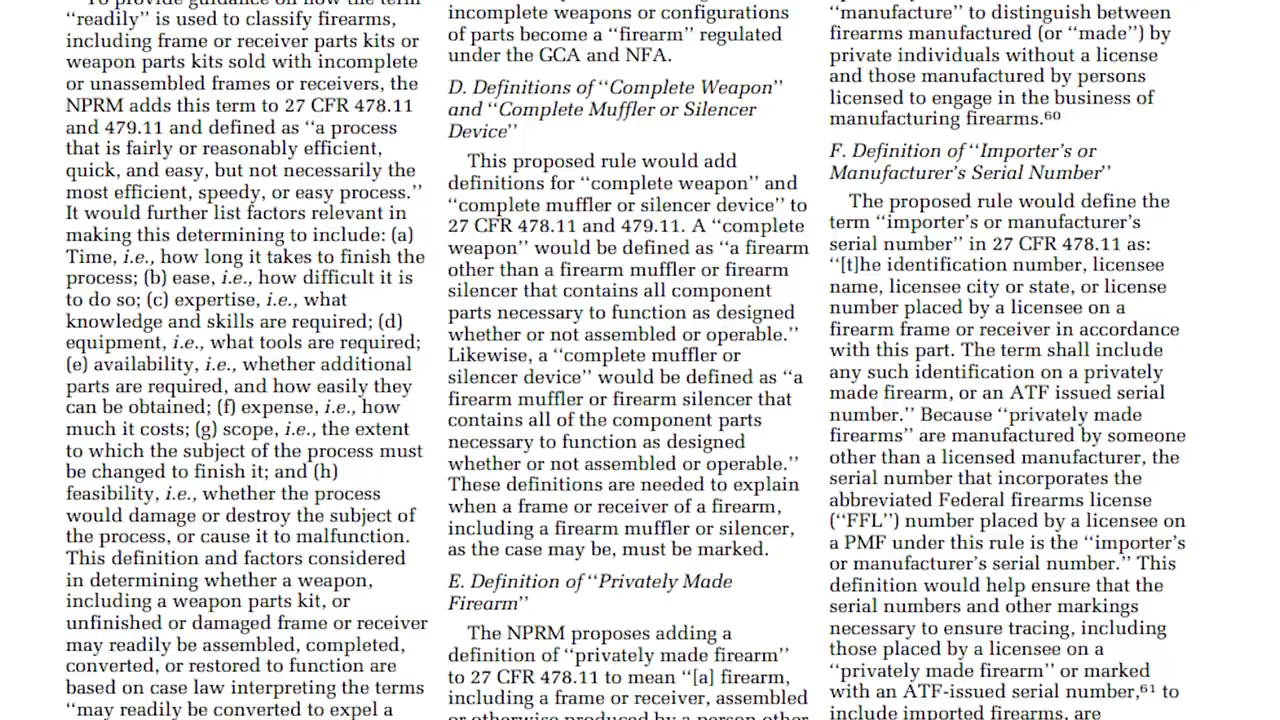 To provide guidance on how the term
“readily” is used to classify firearms,
including frame or receiver parts kits or
weapon parts kits sold with incomplete
or unassembled frames or receivers, the
NPRM adds this term to 27 CFR 478.11
and 479.11 and defined as “a process
that is fairly or reasonably efficient,
quick, and easy, but not necessarily the
most efficient, speedy, or easy process.”
It would further list factors relevant in
making this determining to include: (a)
Time, i.e., how long it takes to finish the
process; (b) ease, i.e., how difficult it is
to do so; (c) expertise, i.e., what
knowledge and skills are required; (d)
equipment, i.e., what tools are required;
(e) availability, i.e., whether additional
parts are required, and how easily they
can be obtained; (f) expense, i.e., how
much it costs; (g) scope, i.e., the extent
to which the subject of the process must
be changed to finish it; and (h)
feasibility, i.e., whether the process
would damage or destroy the subject of
the process, or cause it to malfunction.
This definition and factors considered
in determining whether a weapon,
including a weapon parts kit, or
unfinished or damaged frame or receiver
may readily be assembled, completed,
converted, or restored to function are
based on case law interpreting the terms
“may readily be converted to expel a
incomplete weapons or configurations
of parts become a “firearm” regulated
under the GCA and NFA.
D. Definitions of “Complete Weapon”
and “Complete Muffler or Silencer
Device”
This proposed rule would add
definitions for “complete weapon” and
“complete muffler or silencer device” to
27 CFR 478.11 and 479.11. A “complete
weapon” would be defined as “a firearm
other than a firearm muffler or firearm
silencer that contains all component
parts necessary to function as designed
whether or not assembled or operable.”
Likewise, a “complete muffler or
silencer device” would be defined as “a
firearm muffler or firearm silencer that
contains all of the component parts
necessary to function as designed
whether or not assembled or operable.”
These definitions are needed to explain
when a frame or receiver of a firearm,
including a firearm muffler or silencer,
as the case may be, must be marked.
E. Definition of “Privately Made
Firearm”
The NPRM proposes adding a
definition of “privately made firearm”
to 27 CFR 478.11 to mean “[a] firearm,
including a frame or receiver, assembled
or otherwise produced by a person other
“manufacture” to distinguish between
firearms manufactured (or “made”) by
private individuals without a license
and those manufactured by persons
licensed to engage in the business of
manufacturing firearms.⁶⁰
F. Definition of “Importer’s or
Manufacturer’s Serial Number”
The proposed rule would define the
term “importer’s or manufacturer’s
serial number” in 27 CFR 478.11 as:
“[t]he identification number, licensee
name, licensee city or state, or license
number placed by a licensee on a
firearm frame or receiver in accordance
with this part. The term shall include
any such identification on a privately
made firearm, or an ATF issued serial
number.” Because “privately made
firearms” are manufactured by someone
other than a licensed manufacturer, the
serial number that incorporates the
abbreviated Federal firearms license
(“FFL”) number placed by a licensee on
a PMF under this rule is the “importer’s
or manufacturer’s serial number.” This
definition would help ensure that the
serial numbers and other markings
necessary to ensure tracing, including
those placed by a licensee on a
“privately made firearm” or marked
with an ATF-issued serial number,⁶¹ to
include imported firearms, are